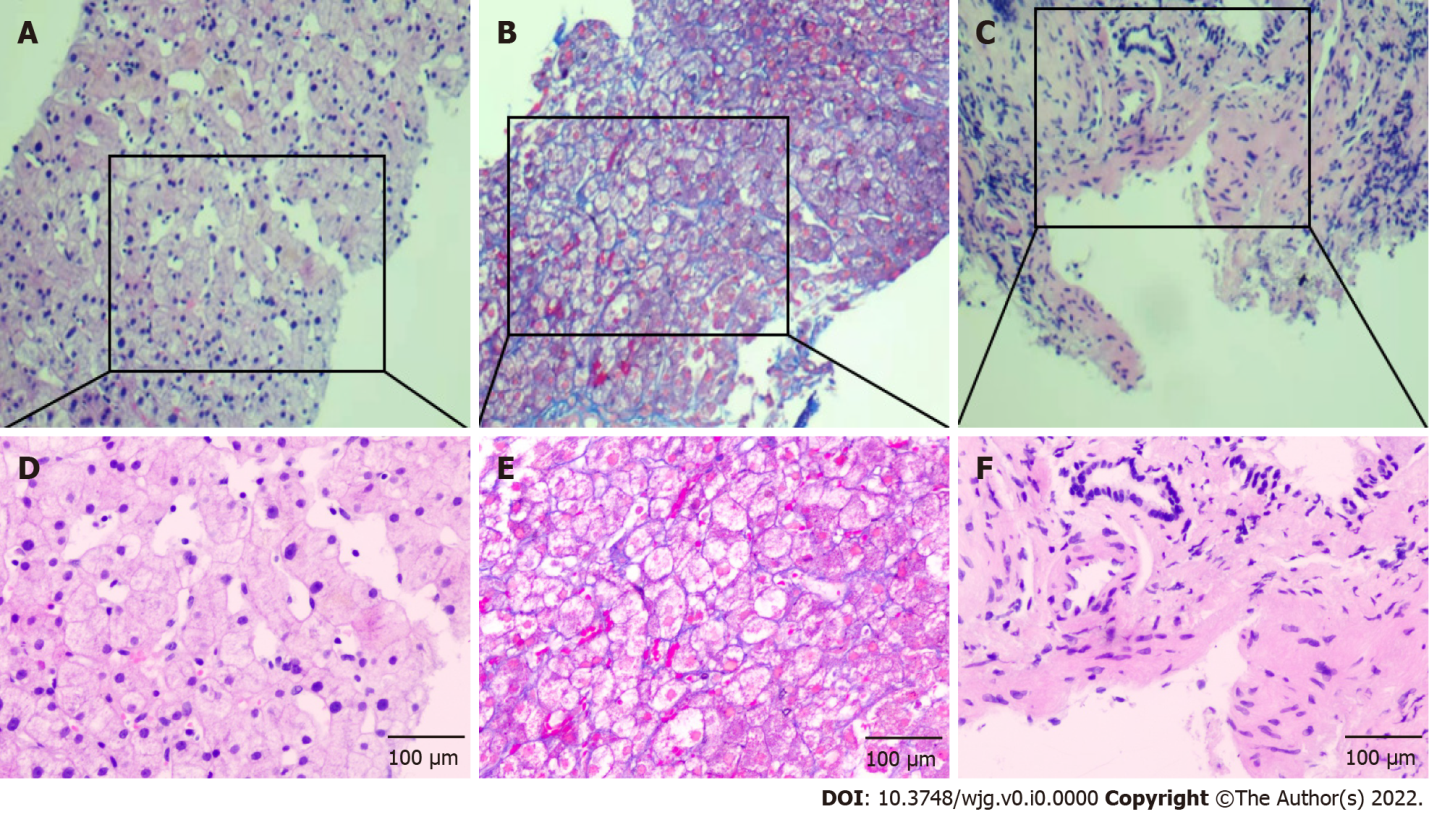 A
B
C
D
E
F
100 µm
100 µm
100 µm
DOI: 10.3748/wjg.v0.i0.0000 Copyright ©The Author(s) 2022.